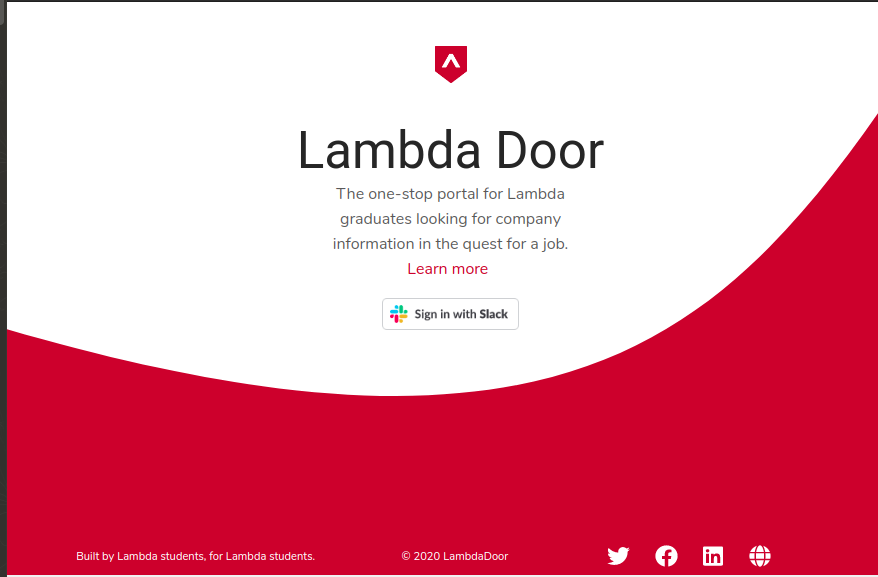 Lambda Door
The one-stop portal for Lambda
graduates looking for company
information in the quest for a job.
Learn more
Sign in with Slack
Built by Lambda students, for Lambda students.
© 2020 LambdaDoor